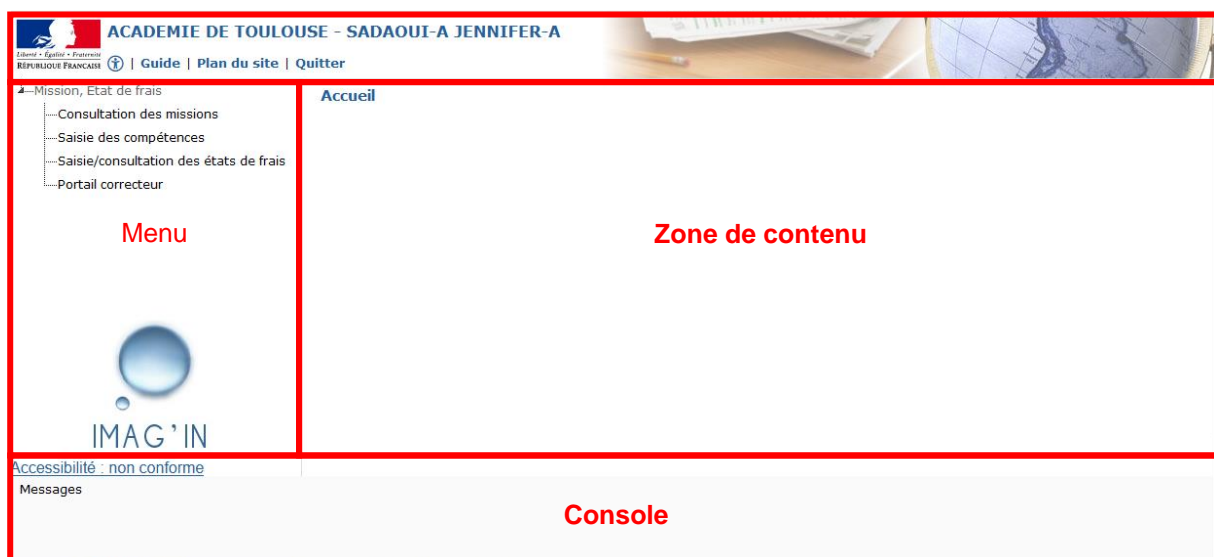 ACADEMIE DE TOULOUSE - SADAOUI-A JENNIFER-A
Liberté • Égalité • Fraternité
RÉPUBLIQUE FRANÇAISE
| Guide | Plan du site | Quitter
Mission, Etat de frais
Consultation des missions
Saisie des compétences
Saisie/consultation des états de frais
Portail correcteur
Menu
IMAG'IN
Accueil
Zone de contenu
Accessibilité : non conforme
Messages
Console